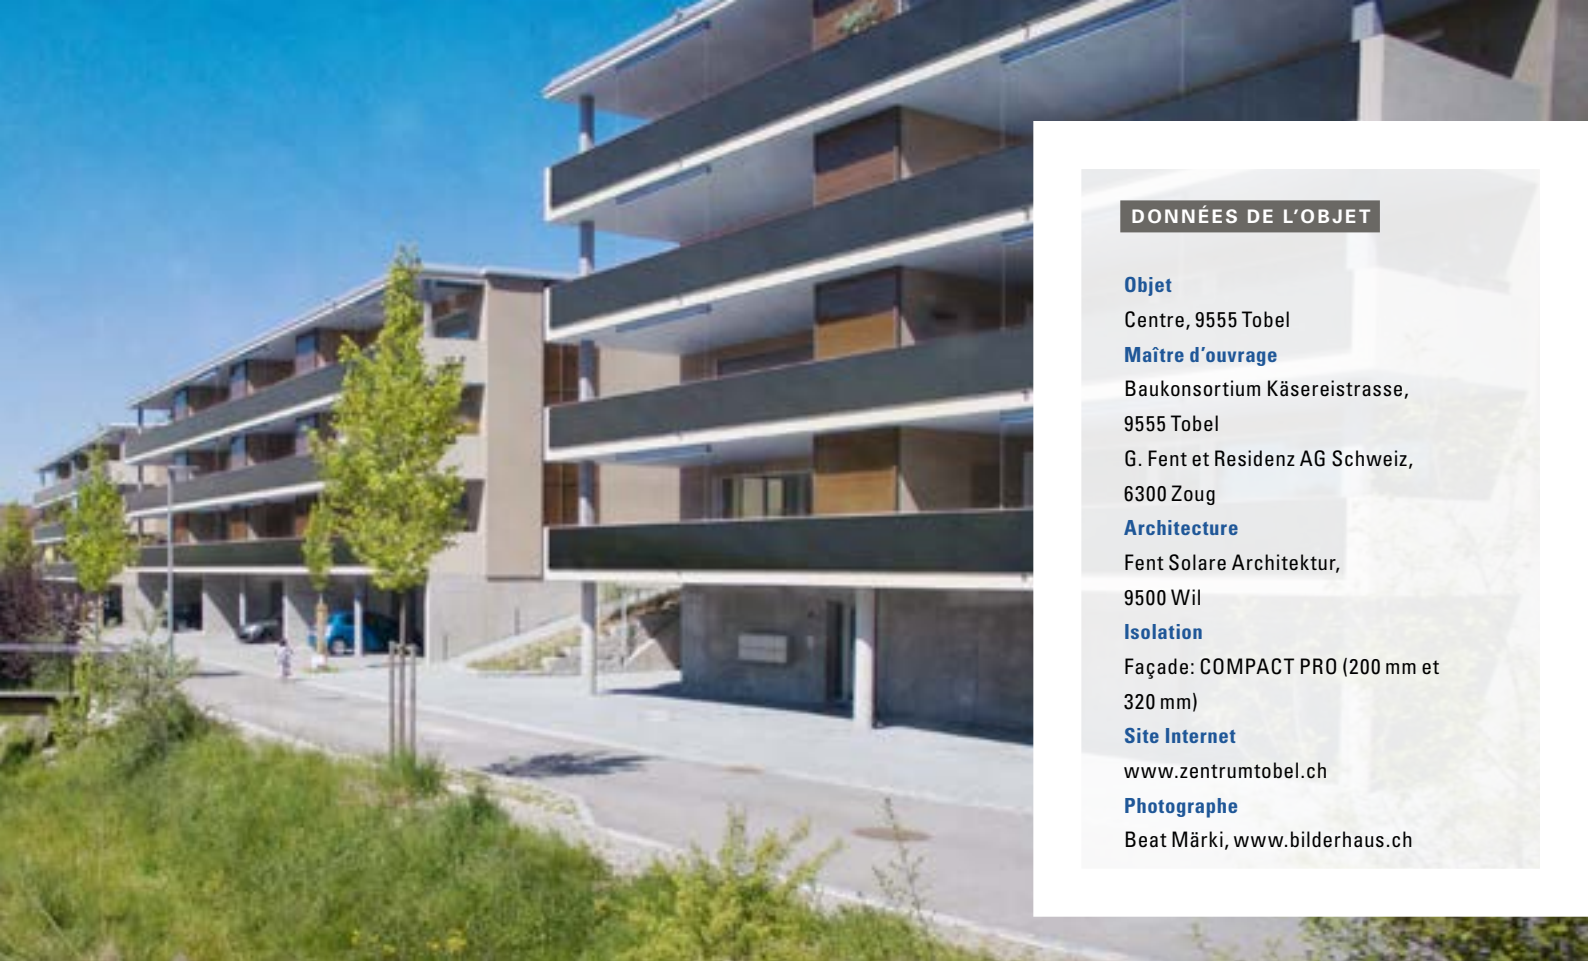 DONNÉES DE L’OBJET
Objet
Centre, 9555 Tobel
Maître d’ouvrage
Baukonsortium Käsereistrasse,
9555 Tobel
G. Fent et Residenz AG Schweiz,
6300 Zoug
Architecture
Fent Solare Architektur,
9500 Wil
Isolation
Façade: COMPACT PRO (200 mm et
320 mm)
Site Internet
www.zentrumtobel.ch
Photographe
Beat Märki, www.bilderhaus.ch